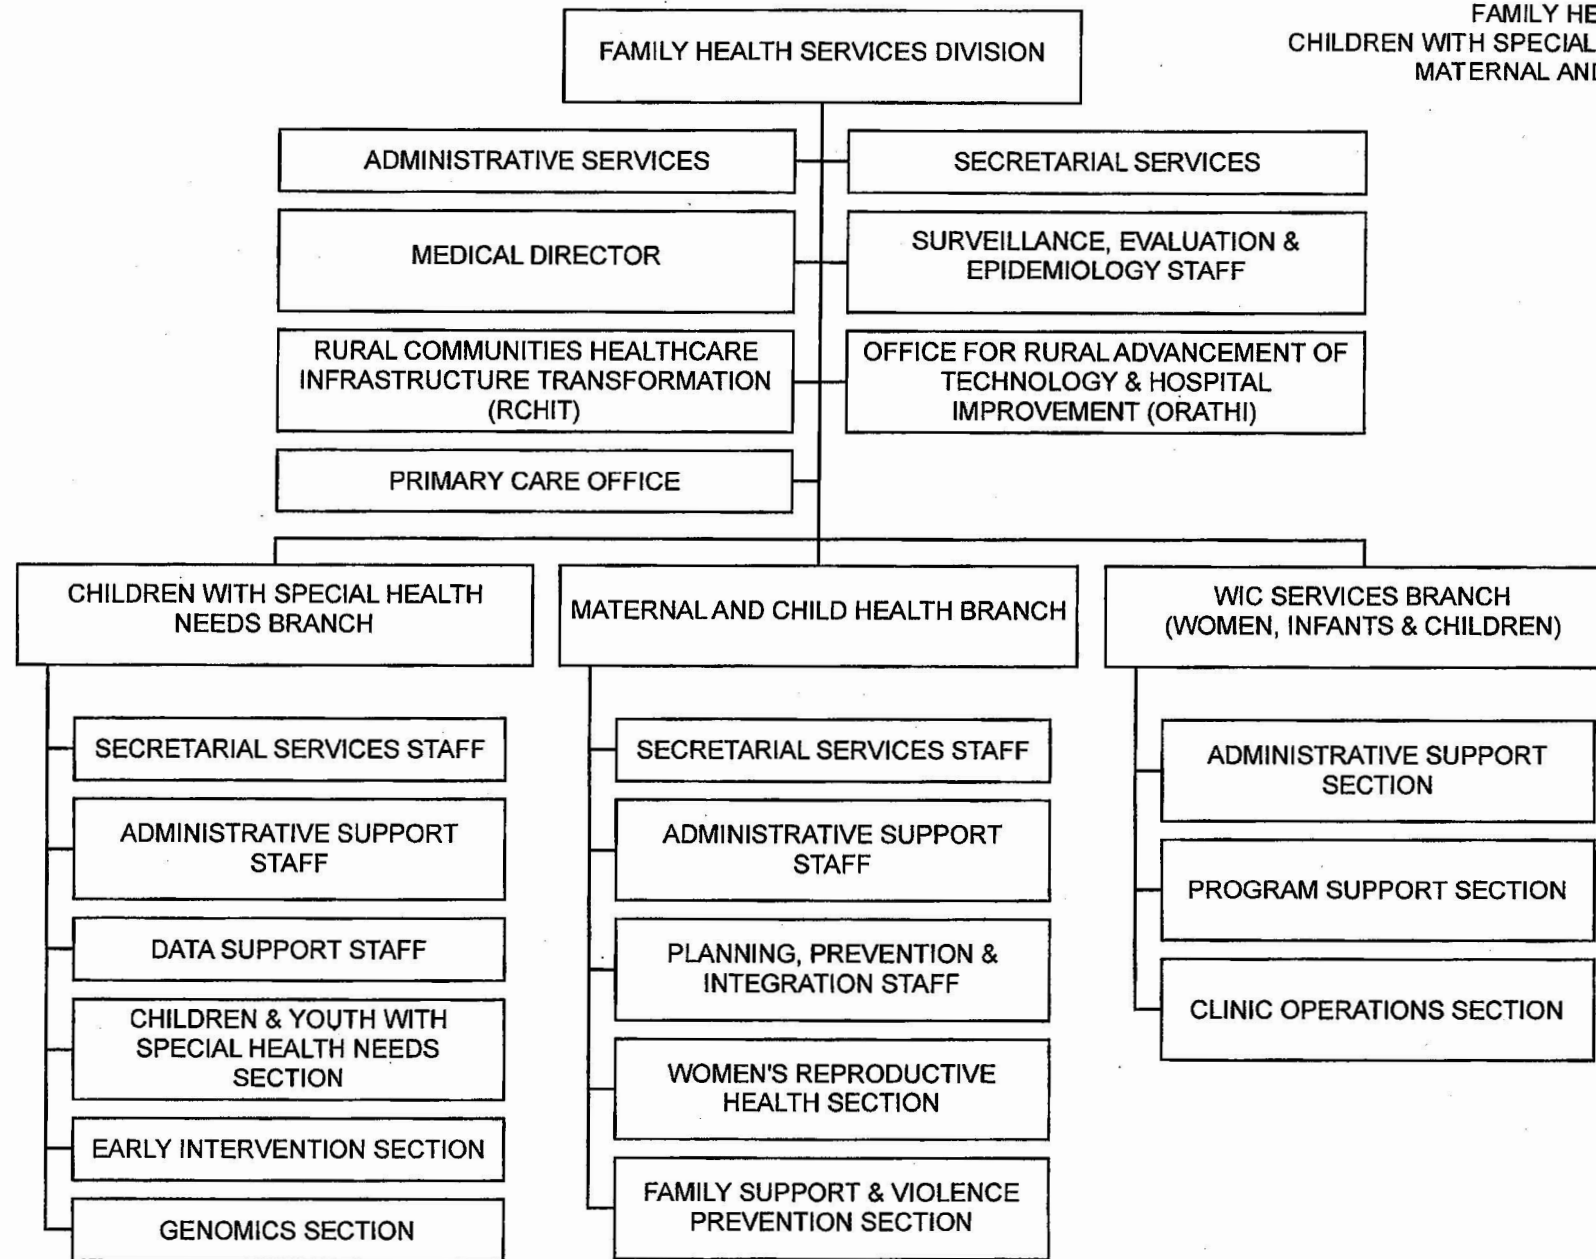 FAMILY HE
CHILDREN WITH SPECIAL
MATERNAL AND
FAMILY HEALTH SERVICES DIVISION
ADMINISTRATIVE SERVICES
SECRETARIAL SERVICES
MEDICAL DIRECTOR
SURVEILLANCE, EVALUATION &
EPIDEMIOLOGY STAFF
RURAL COMMUNITIES HEALTHCARE
INFRASTRUCTURE TRANSFORMATION
(RCHIT)
OFFICE FOR RURAL ADVANCEMENT OF
TECHNOLOGY & HOSPITAL
IMPROVEMENT (ORATHI)
PRIMARY CARE OFFICE
CHILDREN WITH SPECIAL HEALTH
NEEDS BRANCH
SECRETARIAL SERVICES STAFF
ADMINISTRATIVE SUPPORT
STAFF
DATA SUPPORT STAFF
CHILDREN & YOUTH WITH
SPECIAL HEALTH NEEDS
SECTION
EARLY INTERVENTION SECTION
GENOMICS SECTION
MATERNAL AND CHILD HEALTH BRANCH
SECRETARIAL SERVICES STAFF
ADMINISTRATIVE SUPPORT
STAFF
PLANNING, PREVENTION &
INTEGRATION STAFF
WOMEN'S REPRODUCTIVE
HEALTH SECTION
FAMILY SUPPORT & VIOLENCE
PREVENTION SECTION
WIC SERVICES BRANCH
(WOMEN, INFANTS & CHILDREN)
ADMINISTRATIVE SUPPORT
SECTION
PROGRAM SUPPORT SECTION
CLINIC OPERATIONS SECTION